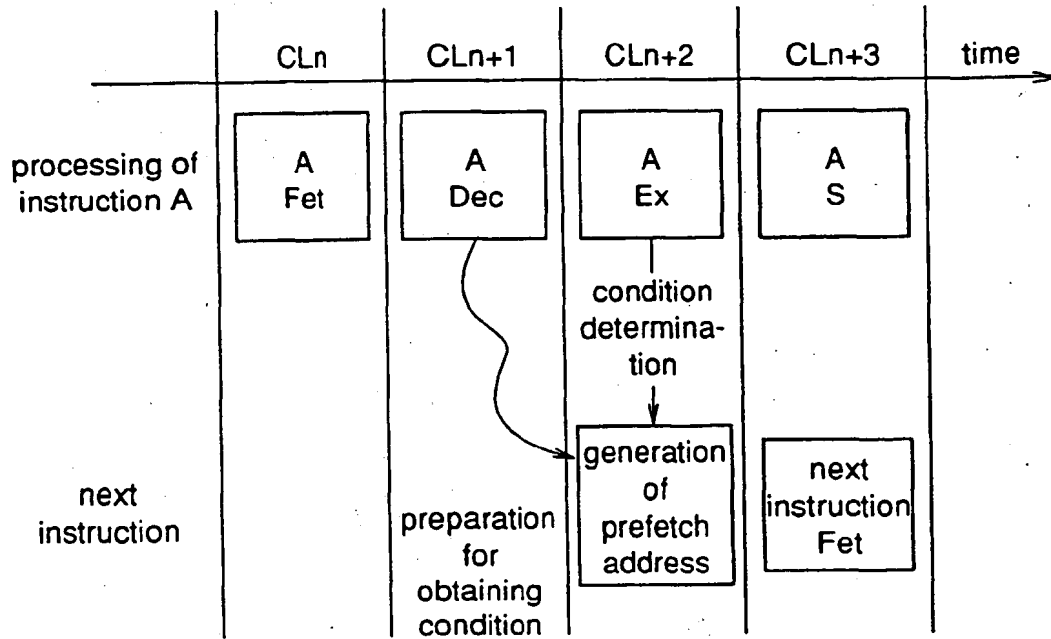 CLn CLn+1 CLn+2 CLn+3 time
processing of
instruction A
A
Fet
A
Dec
A
Ex
A
S
condition
determina-
tion
next
instruction
preparation
for
obtaining
condition
generation
of
prefetch
address
next
instruction
Fet